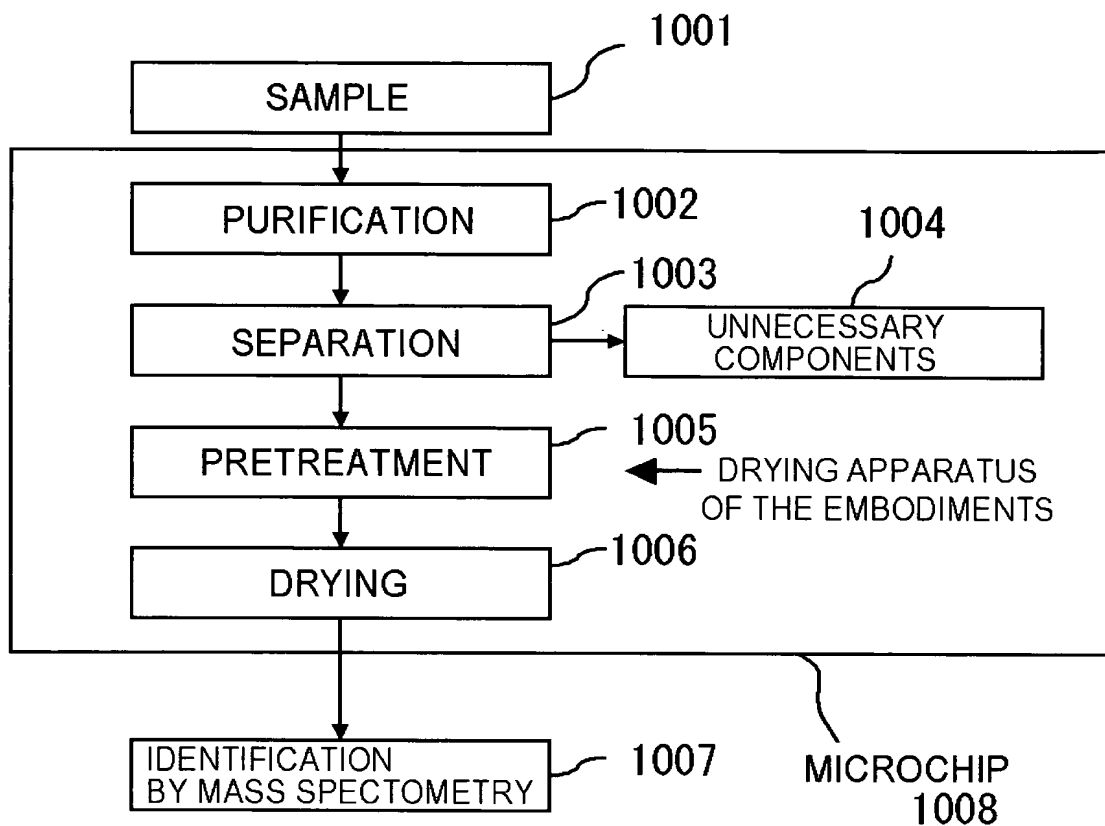 1001
SAMPLE
PURIFICATION
1002
1004
1003
SEPARATION
UNNECESSARY
COMPONENTS
1005
PRETREATMENT
DRYING APPARATUS
OF THE EMBODIMENTS
1006
DRYING
IDENTIFICATION
BY MASS SPECTOMETRY
1007
MICROCHIP
1008